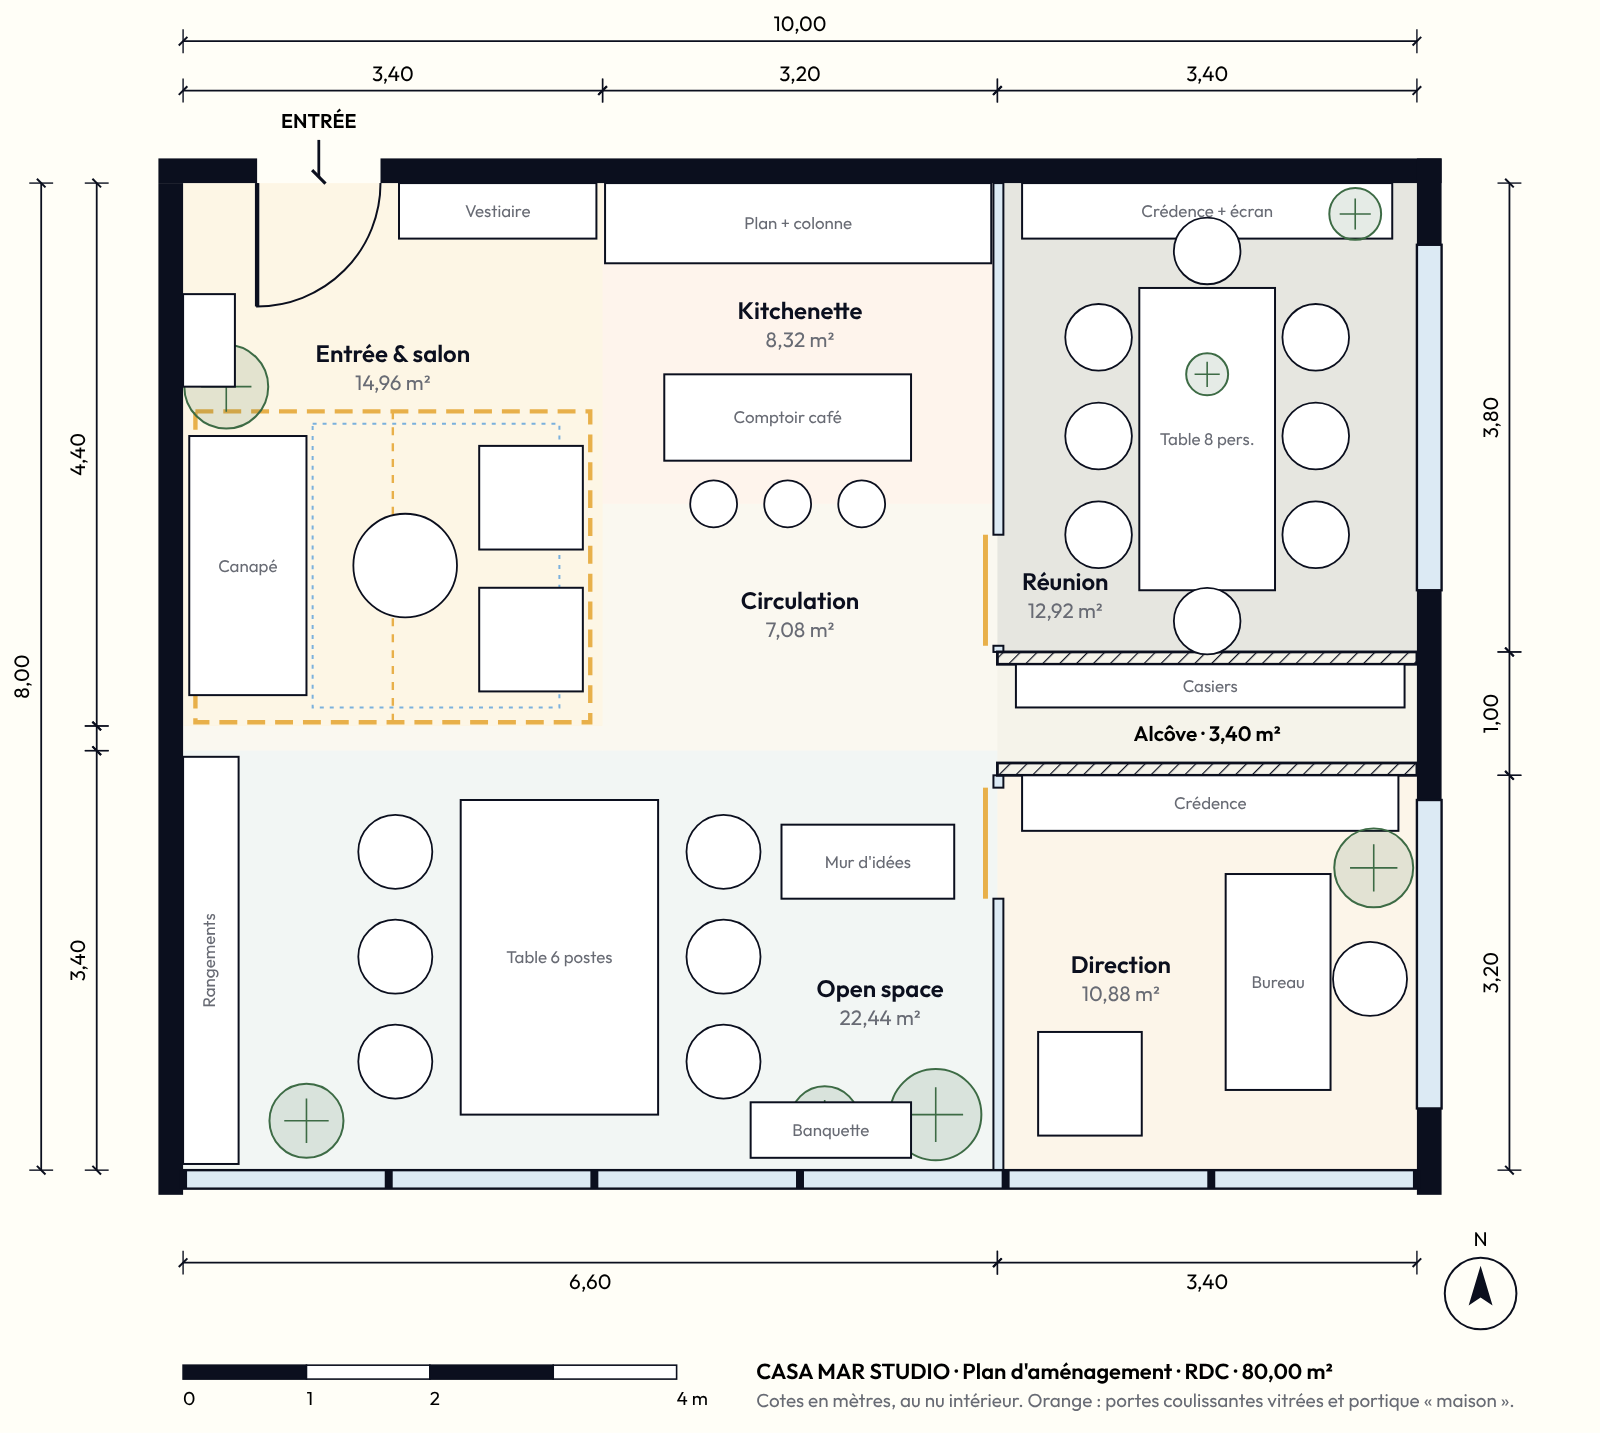 10,00
3,40
3,20
3,40
ENTRÉE
Vestiaire
Plan + colonne
Crédence + écran
Kitchenette
8,32 m²
Entrée & salon
14,96 m²
Comptoir café
Table 8 pers.
3,80
4,40
Canapé
Réunion
12,92 m²
Circulation
7,08 m²
8,00
Casiers
1,00
Alcôve · 3,40 m²
Crédence
Mur d'idées
Rangements
Table 6 postes
3,40
Open space
22,44 m²
Direction
10,88 m²
Bureau
3,20
Banquette
6,60
3,40
N
0
1
2
4 m
CASA MAR STUDIO · Plan d'aménagement · RDC · 80,00 m²
Cotes en mètres, au nu intérieur. Orange : portes coulissantes vitrées et portique « maison ».